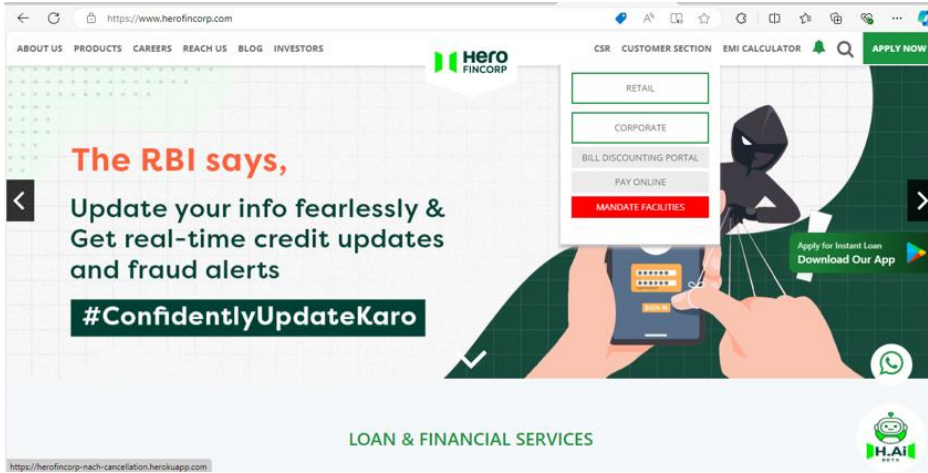 https://www.herofincorp.com
ABOUT US PRODUCTS CAREERS REACH US BLOG INVESTORS
Hero
FINCORP
CSR CUSTOMER SECTION EMI CALCULATOR
APPLY NOW
RETAIL
CORPORATE
BILL DISCOUNTING PORTAL
PAY ONLINE
MANDATE FACILITIES
The RBI says,
Update your info fearlessly &
Get real-time credit updates
and fraud alerts
#ConfidentlyUpdateKaro
SIGN IN
Apply for Instant Loan
Download Our App
LOAN & FINANCIAL SERVICES
H.Ai
BETA
https://herofincorp-nach-cancellation.herokuapp.com